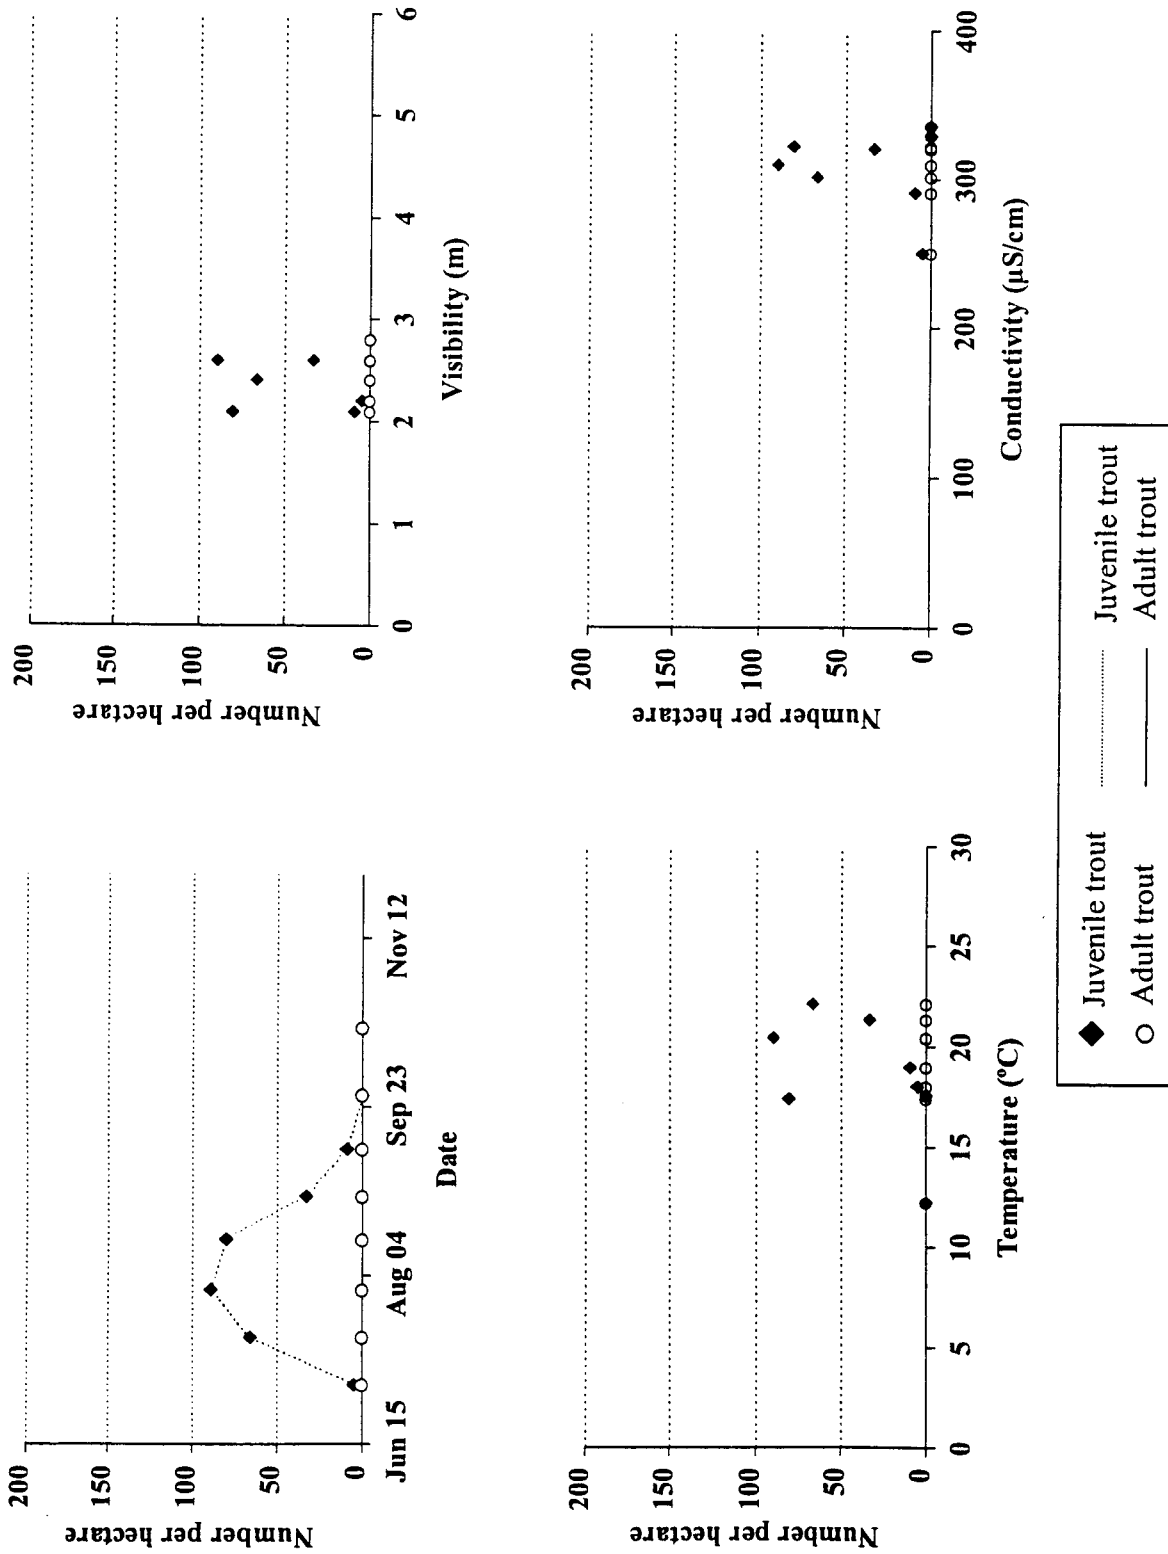 200
150
100
50
0
Number per hectare
Jun 15
Aug 04
Sep 23
Nov 12
Date
200
150
100
50
0
Number per hectare
0
1
2
3
4
5
6
Visibility (m)
200
150
100
50
0
Number per hectare
0
5
10
15
20
25
30
Temperature (ºC)
200
150
100
50
0
Number per hectare
0
100
200
300
400
Conductivity (µS/cm)
Juvenile trout
Juvenile trout
Adult trout
Adult trout